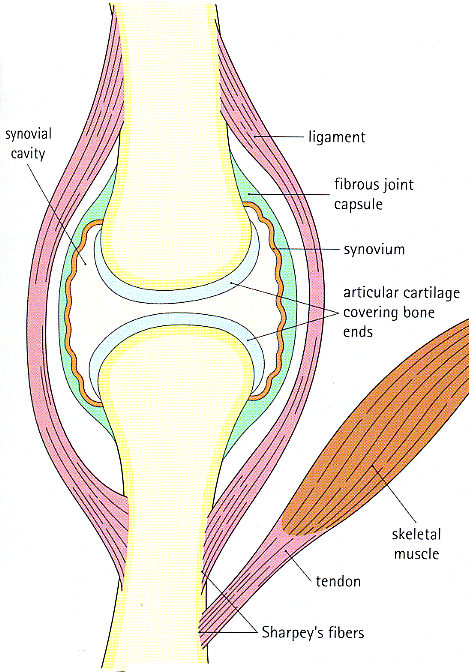 synovial
cavity
ligament
fibrous joint
capsule
synovium
articular cartilage
covering bone
ends
skeletal
muscle
tendon
Sharpey's fibers